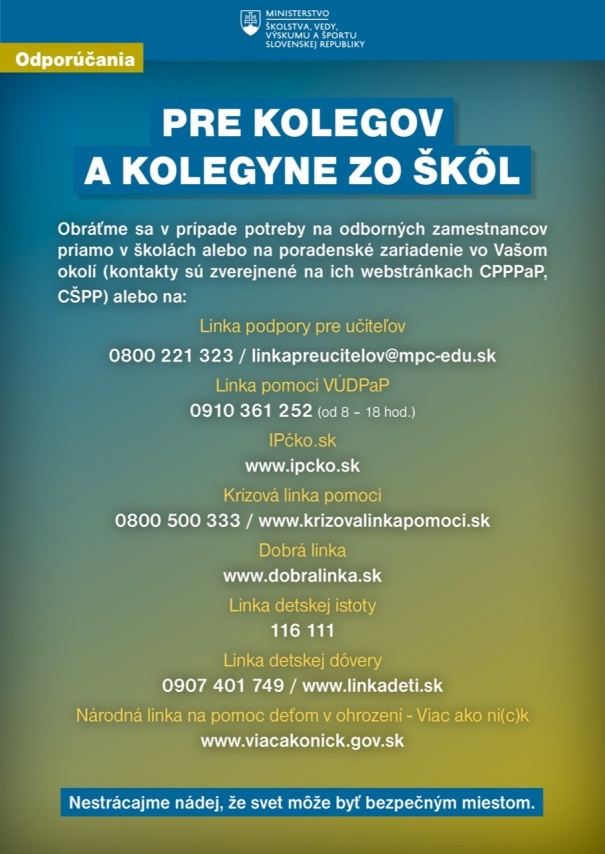 MINISTERSTVO
ŠKOLSTVA, VEDY,
VÝSKUMU A ŠPORTU
SLOVENSKEJ REPUBLIKY
Odporúčania
PRE KOLEGOV
A KOLEGYNE ZO ŠKÔL
Obráťme sa v prípade potreby na odborných zamestnancov
priamo v školách alebo na poradenské zariadenie vo Vašom
okolí (kontakty sú zverejnené na ich webstránkach CPPPaP,
CŠPP) alebo na:
Linka podpory pre učiteľov
0800 221 323 / linkapreucitelov@mpc-edu.sk
Linka pomoci VÚDPaP
0910 361 252 (od 8 – 18 hod.)
IPčko.sk
www.ipcko.sk
Krízová linka pomoci
0800 500 333 / www.krizovalinkapomoci.sk
Dobrá linka
www.dobralinka.sk
Linka detskej istoty
116 111
Linka detskej dôvery
0907 401 749 / www.linkadeti.sk
Národná linka na pomoc deťom v ohrození - Viac ako ni(c)k
www.viacakonick.gov.sk
Nestrácajme nádej, že svet môže byť bezpečným miestom.